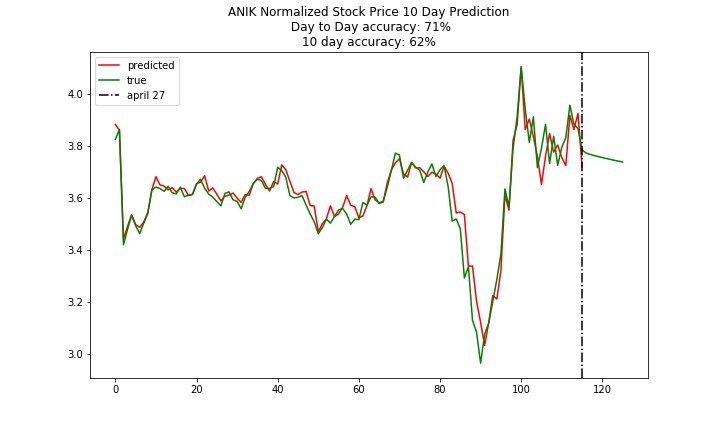 ANIK Normalized Stock Price 10 Day Prediction
Day to Day accuracy: 71%
10 day accuracy: 62%
predicted
true
april 27
4.0
3.8
3.6
3.4
3.2
3.0
0 20 40 60 80 100 120